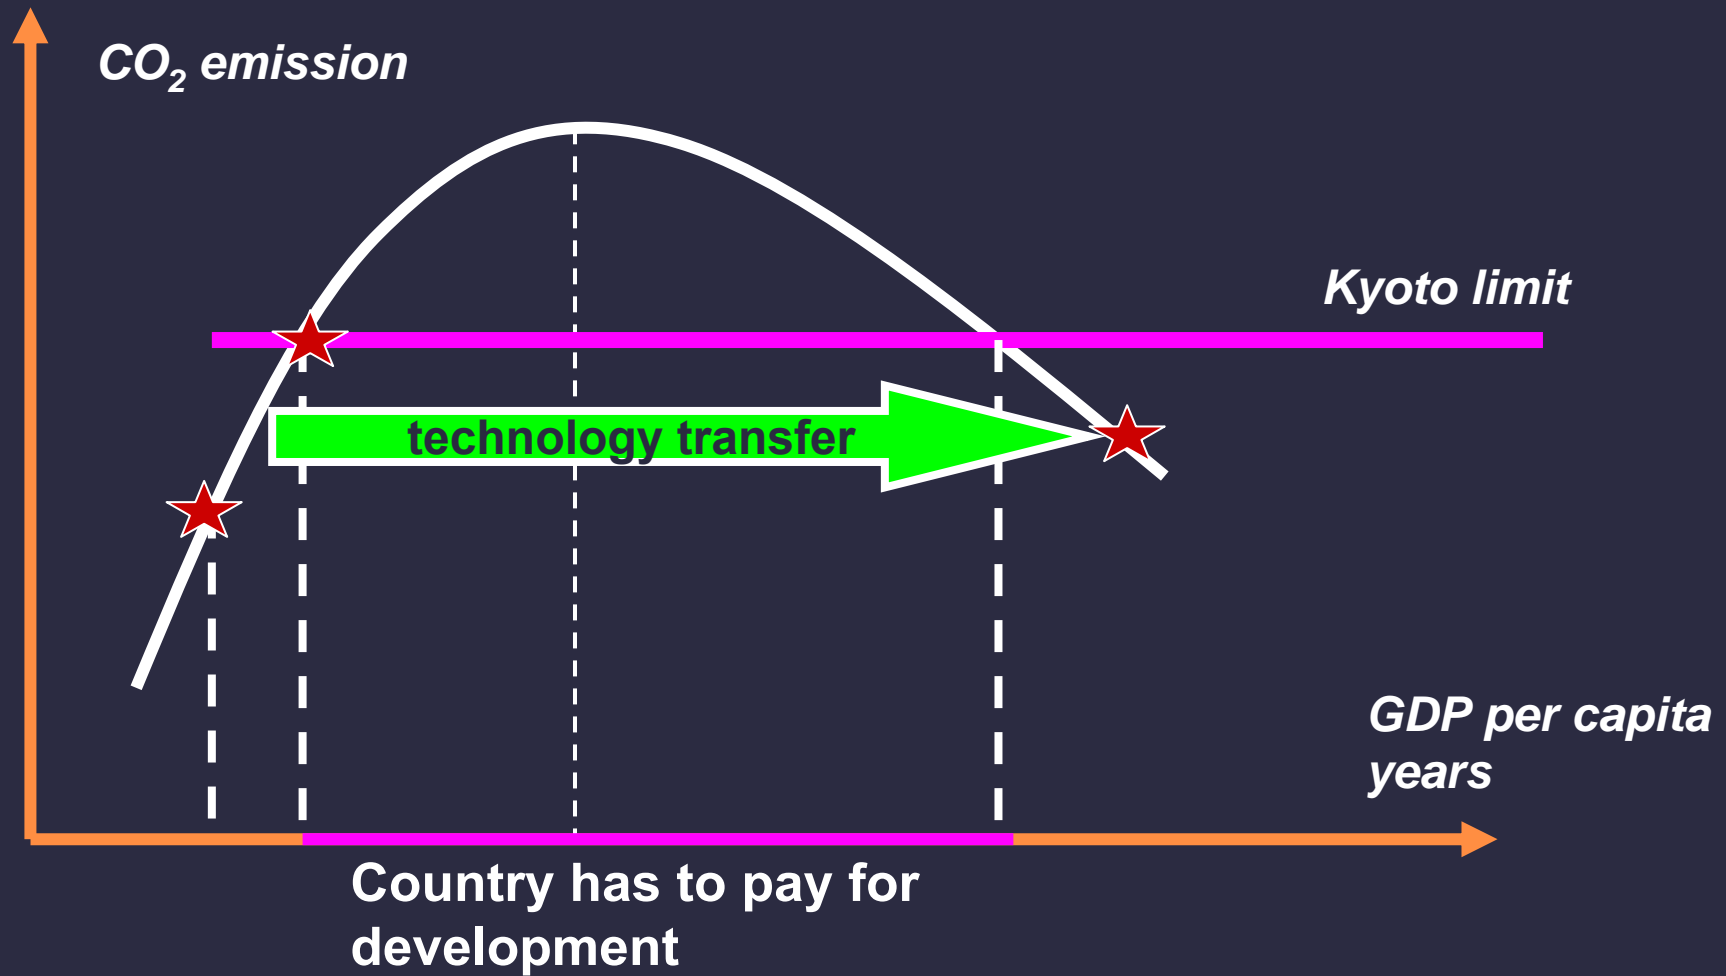 CO₂ emission
Kyoto limit
technology transfer
GDP per capita
years
Country has to pay for
development